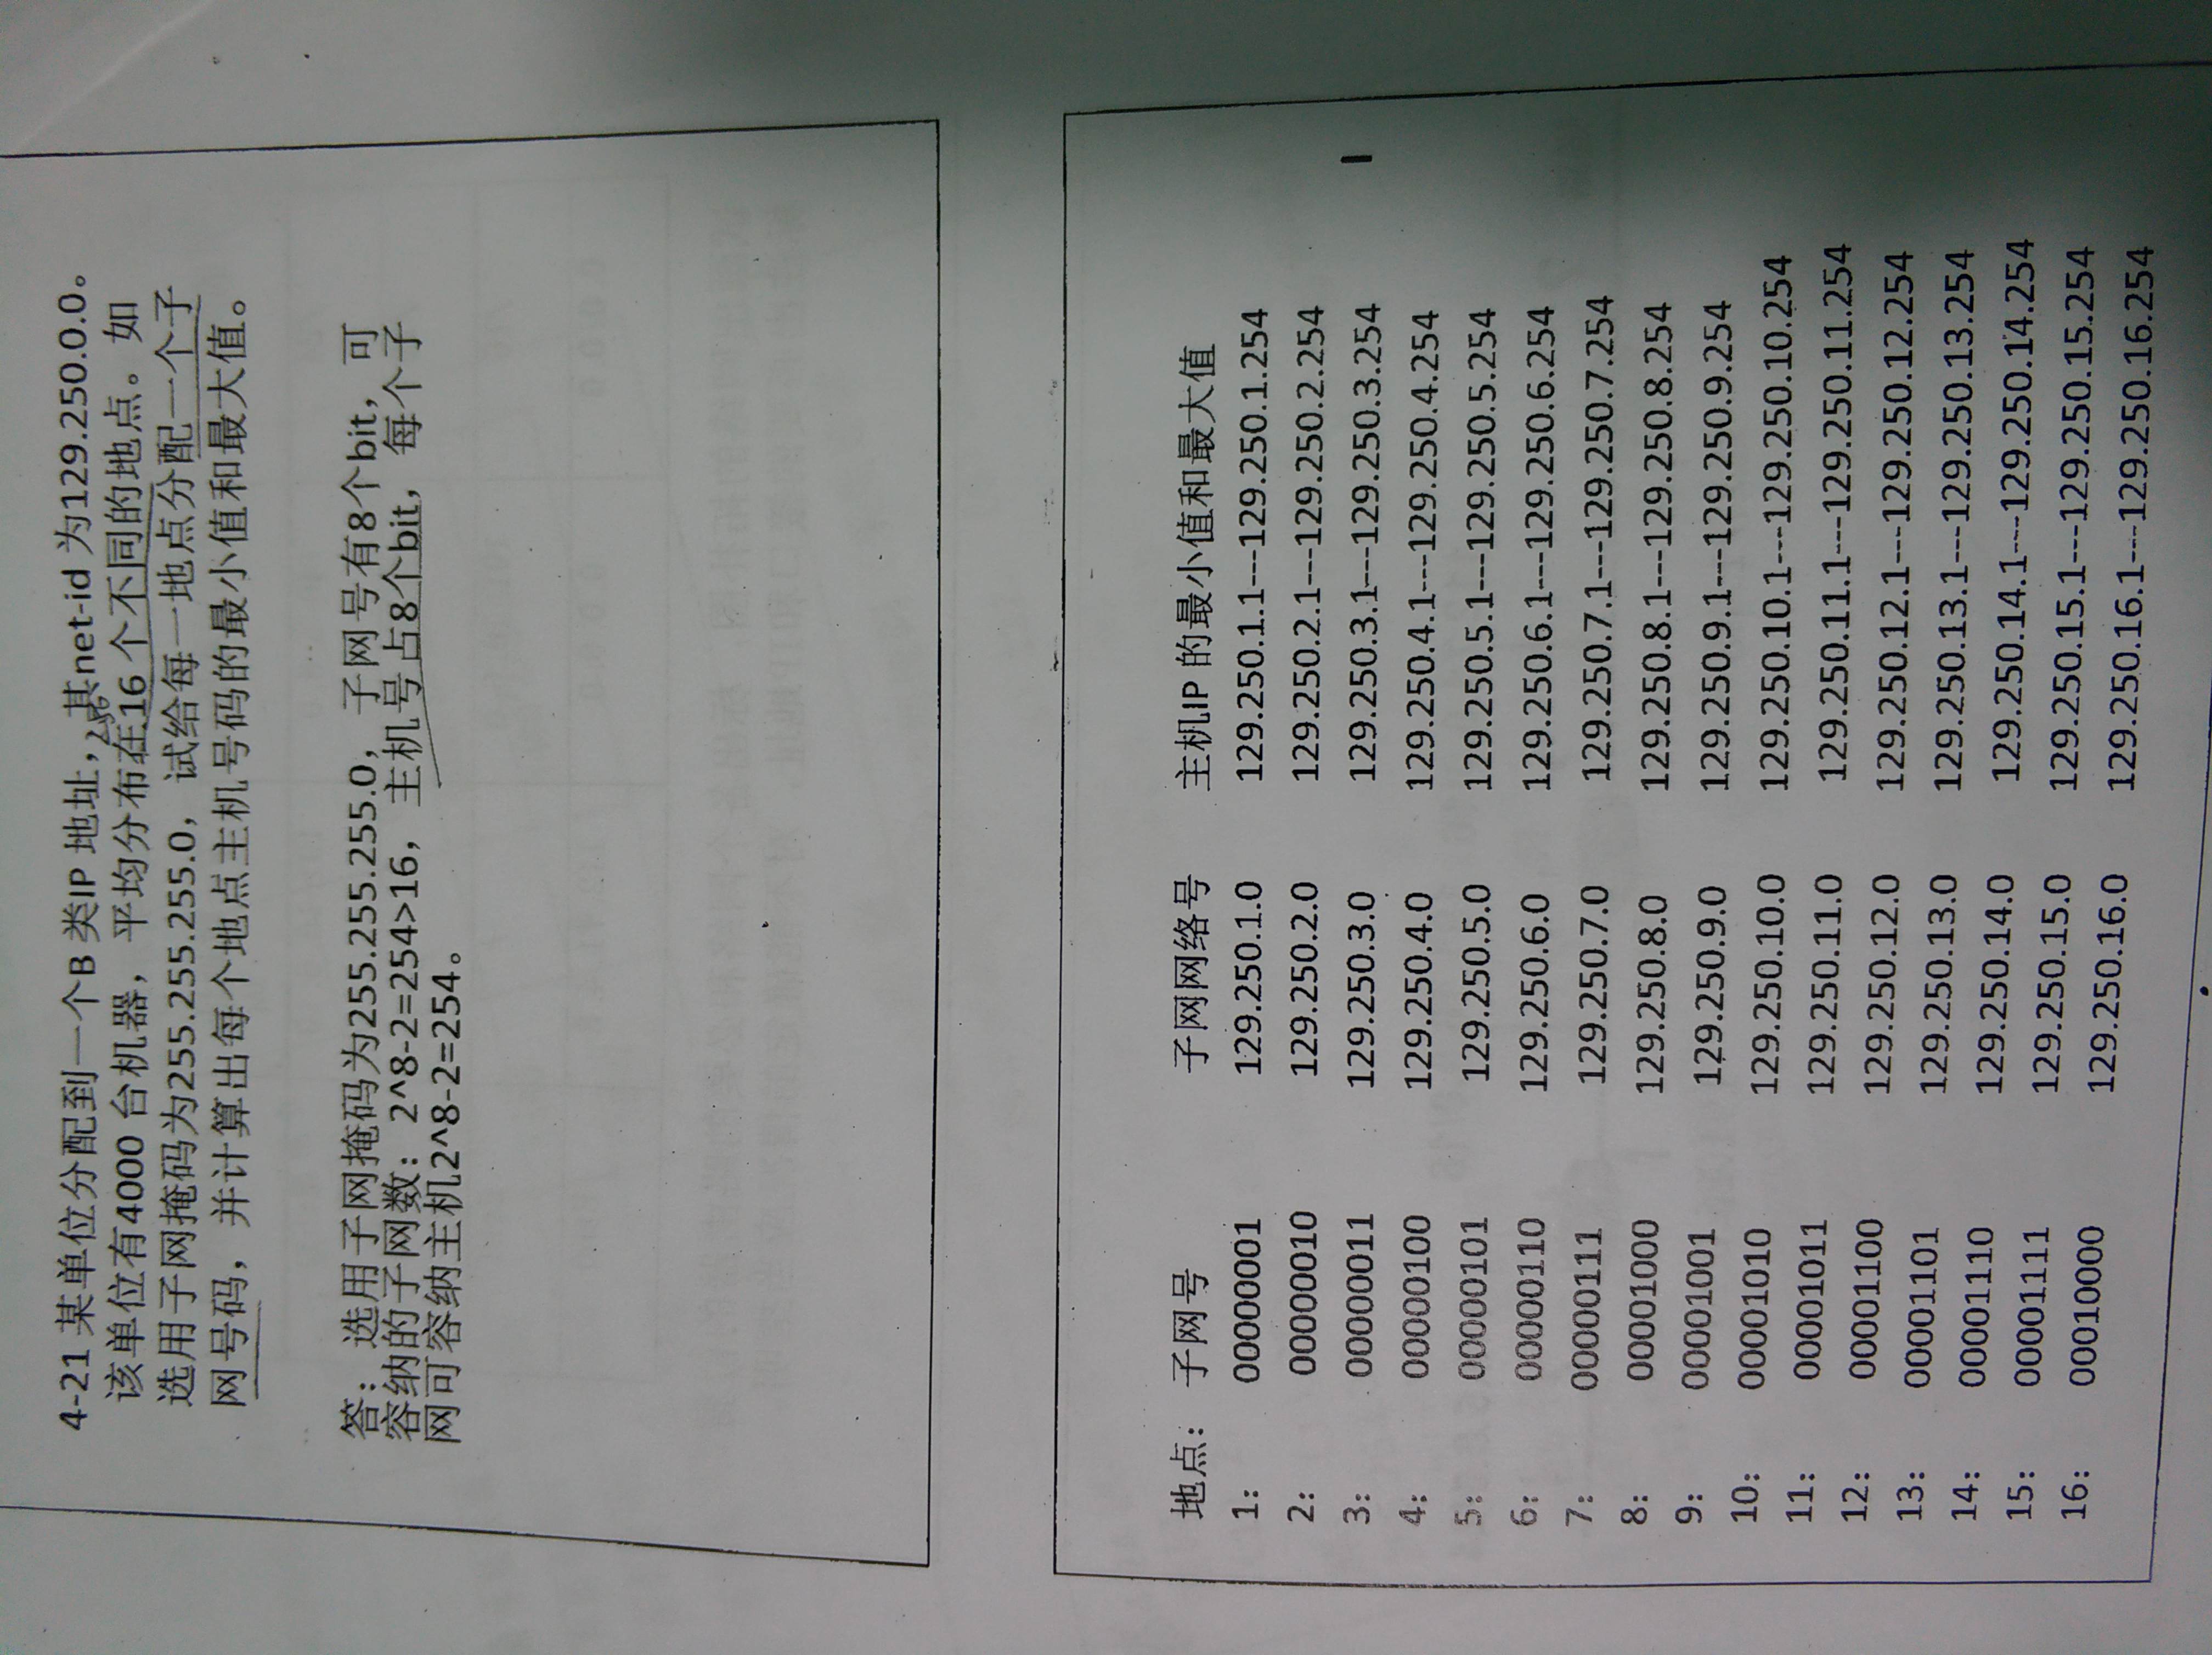 4-21 某单位分配到一个B 类IP 地址，其net-id 为129.250.0.0。
250
该单位有4000 台机器，平均分布在16 个不同的地点。如
选用子网掩码为255.255.255.0，试给每一地点分配一个子
网号码，并计算出每个地点主机号码的最小值和最大值。
答：选用子网掩码为255.255.255.0，子网号有8个bit，可
容纳的子网数：2^8-2=254>16，主机号占8个bit，每个子
网可容纳主机2^8-2=254。
地点： 子网号 子网网络号 主机IP 的最小值和最大值
1： 00000001 129.250.1.0 129.250.1.1---129.250.1.254
2： 00000010 129.250.2.0 129.250.2.1---129.250.2.254
3： 00000011 129.250.3.0 129.250.3.1---129.250.3.254
4： 00000100 129.250.4.0 129.250.4.1---129.250.4.254
5： 00000101 129.250.5.0 129.250.5.1---129.250.5.254
6： 00000110 129.250.6.0 129.250.6.1---129.250.6.254
7： 00000111 129.250.7.0 129.250.7.1---129.250.7.254
8： 00001000 129.250.8.0 129.250.8.1---129.250.8.254
9： 00001001 129.250.9.0 129.250.9.1---129.250.9.254
10： 00001010 129.250.10.0 129.250.10.1---129.250.10.254
11： 00001011 129.250.11.0 129.250.11.1---129.250.11.254
12： 00001100 129.250.12.0 129.250.12.1---129.250.12.254
13： 00001101 129.250.13.0 129.250.13.1---129.250.13.254
14： 00001110 129.250.14.0 129.250.14.1---129.250.14.254
15： 00001111 129.250.15.0 129.250.15.1---129.250.15.254
16： 00010000 129.250.16.0 129.250.16.1---129.250.16.254